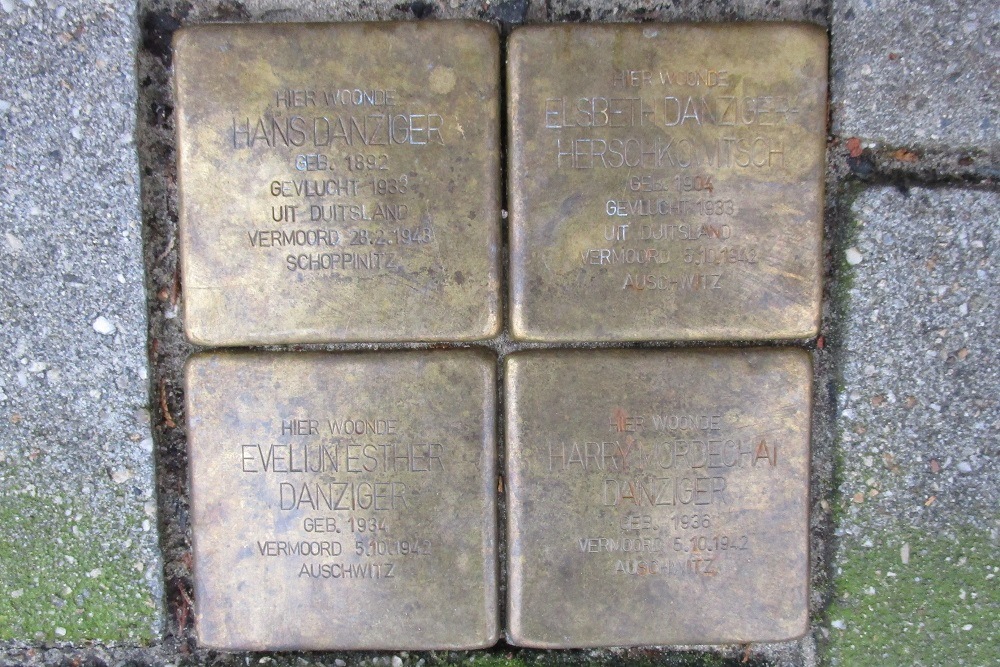 HIER WOONDE
HANS DANZIGER
GEB. 1892
GEVLUCHT 1933
UIT DUITSLAND
VERMOORD 28.2.1943
SCHOPPINITZ
HIER WOONDE
ELSBETH DANZIGER-
HERSCHKOWITSCH
GEB. 1904
GEVLUCHT 1933
UIT DUITSLAND
VERMOORD 5.10.1942
AUSCHWITZ
HIER WOONDE
EVELIJN ESTHER
DANZIGER
GEB. 1934
VERMOORD 5.10.1942
AUSCHWITZ
HIER WOONDE
HARRY MORDECHAI
DANZIGER
GEB. 1936
VERMOORD 5.10.1942
AUSCHWITZ